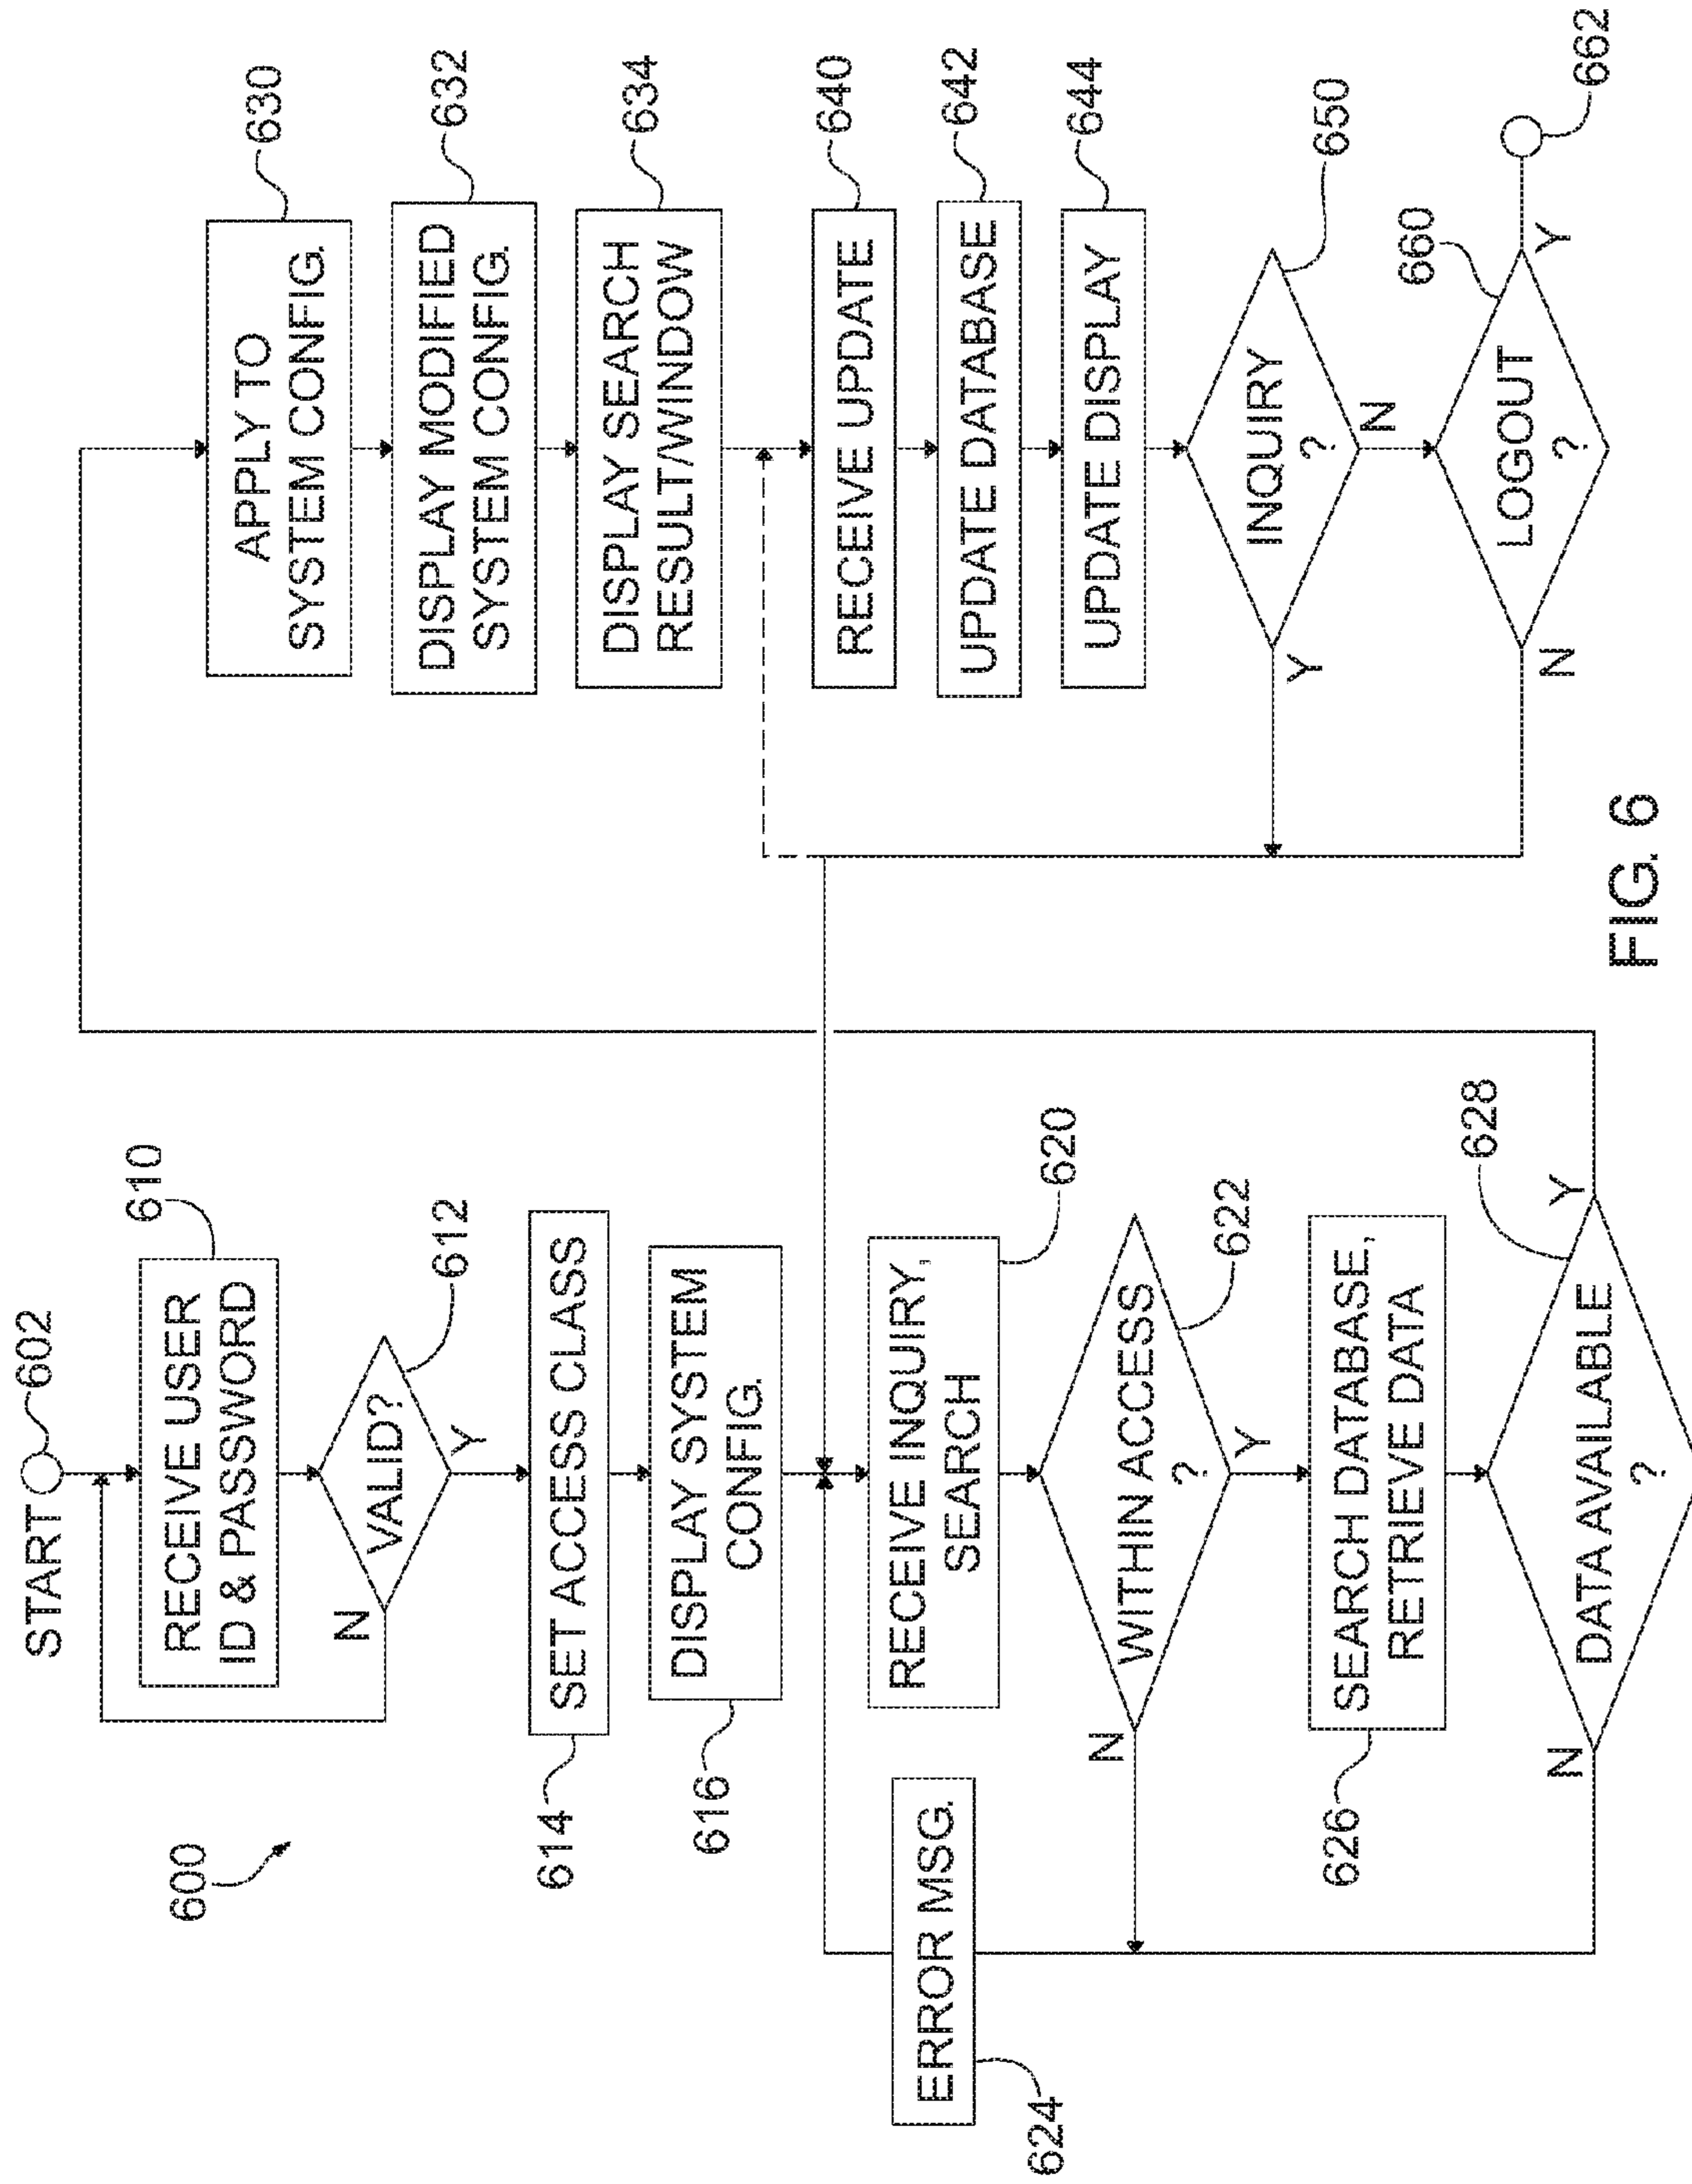 600
START
602
RECEIVE USER
ID & PASSWORD
610
VALID?
612
N
Y
SET ACCESS CLASS
614
DISPLAY SYSTEM
CONFIG.
616
RECEIVE INQUIRY,
SEARCH
620
WITHIN ACCESS
?
622
N
Y
ERROR MSG.
624
SEARCH DATABASE,
RETRIEVE DATA
626
DATA AVAILABLE
?
628
N
Y
APPLY TO
SYSTEM CONFIG.
630
DISPLAY MODIFIED
SYSTEM CONFIG.
632
DISPLAY SEARCH
RESULT/WINDOW
634
RECEIVE UPDATE
640
UPDATE DATABASE
642
UPDATE DISPLAY
644
INQUIRY
?
650
Y
N
LOGOUT
?
660
N
Y
662
FIG. 6